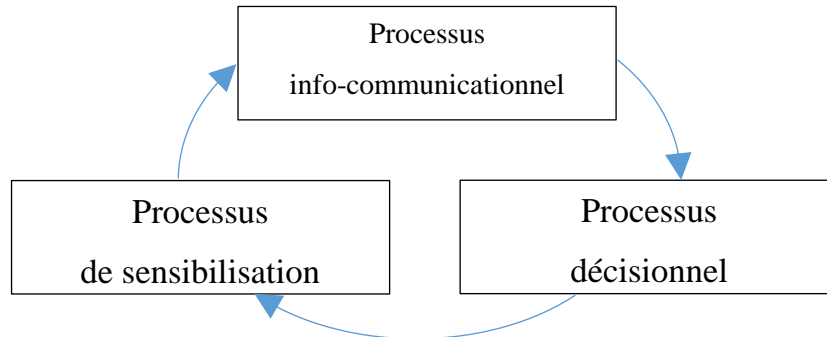 Processus
info-communicationnel
Processus
de sensibilisation
Processus
décisionnel